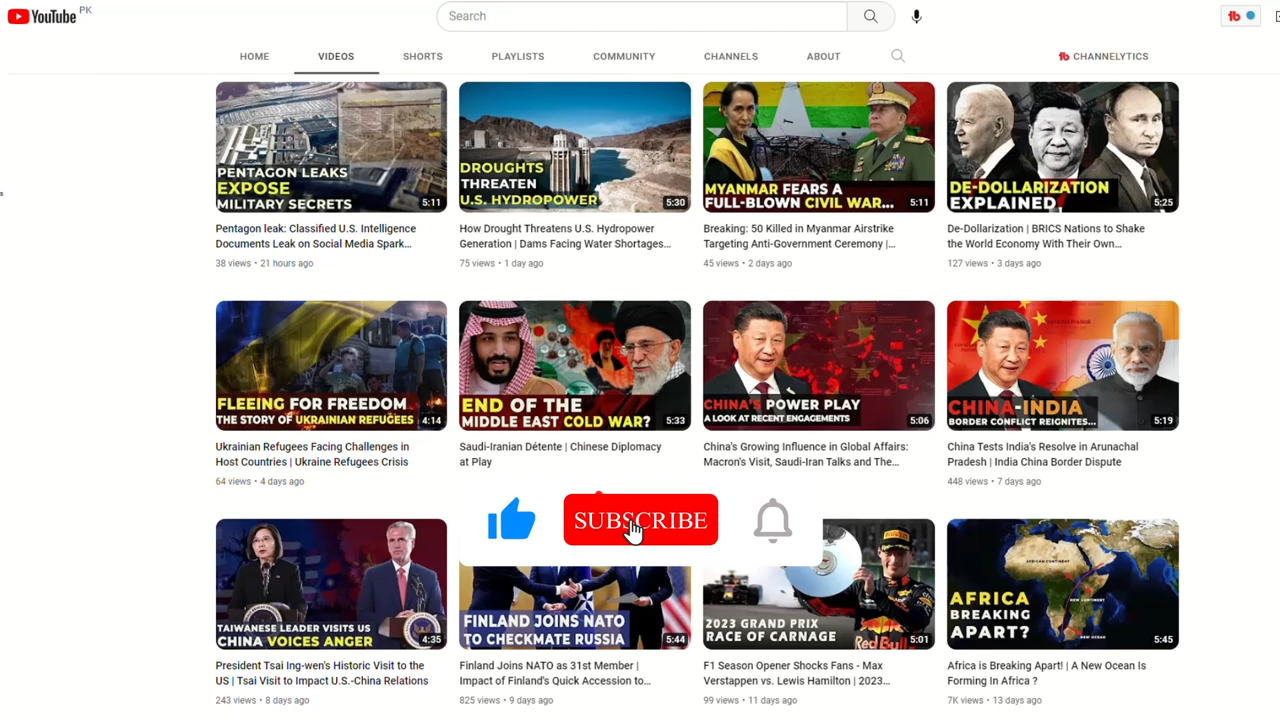 YouTube PK
Search
HOME
VIDEOS
SHORTS
PLAYLISTS
COMMUNITY
CHANNELS
ABOUT
CHANNELYTICS
PENTAGON LEAKS
EXPOSE
MILITARY SECRETS
5:11
DROUGHTS
THREATEN
U.S. HYDROPOWER
5:30
MYANMAR FEARS A
FULL-BLOWN CIVIL WAR...
5:11
DE-DOLLARIZATION
EXPLAINED
5:25
Pentagon leak: Classified U.S. Intelligence
Documents Leak on Social Media Spark...
38 views • 21 hours ago
How Drought Threatens U.S. Hydropower
Generation | Dams Facing Water Shortages...
75 views • 1 day ago
Breaking: 50 Killed in Myanmar Airstrike
Targeting Anti-Government Ceremony |...
45 views • 2 days ago
De-Dollarization | BRICS Nations to Shake
the World Economy With Their Own...
127 views • 3 days ago
FLEEING FOR FREEDOM
THE STORY OF UKRAINIAN REFUGEES
4:14
END OF THE
MIDDLE EAST COLD WAR?
5:33
CHINA'S POWER PLAY
A LOOK AT RECENT ENGAGEMENTS
5:06
CHINA-INDIA
BORDER CONFLICT REIGNITES...
5:19
Ukrainian Refugees Facing Challenges in
Host Countries | Ukraine Refugees Crisis
64 views • 4 days ago
Saudi-Iranian Détente | Chinese Diplomacy
at Play
China's Growing Influence in Global Affairs:
Macron's Visit, Saudi-Iran Talks and The...
China Tests India's Resolve in Arunachal
Pradesh | India China Border Dispute
448 views • 7 days ago
SUBSCRIBE
TAIWANESE LEADER VISITS US
CHINA VOICES ANGER
4:35
FINLAND JOINS NATO
TO CHECKMATE RUSSIA
5:44
2023 GRAND PRIX
RACE OF CARNAGE
Red Bull
5:01
AFRICAN CONTINENT
NEW CONTINENT
NEW OCEAN
AFRICA
BREAKING
APART?
5:45
President Tsai Ing-wen's Historic Visit to the
US | Tsai Visit to Impact U.S.-China Relations
243 views • 8 days ago
Finland Joins NATO as 31st Member |
Impact of Finland's Quick Accession to...
825 views • 9 days ago
F1 Season Opener Shocks Fans - Max
Verstappen vs. Lewis Hamilton | 2023...
99 views • 11 days ago
Africa is Breaking Apart! | A New Ocean Is
Forming In Africa ?
7K views • 13 days ago